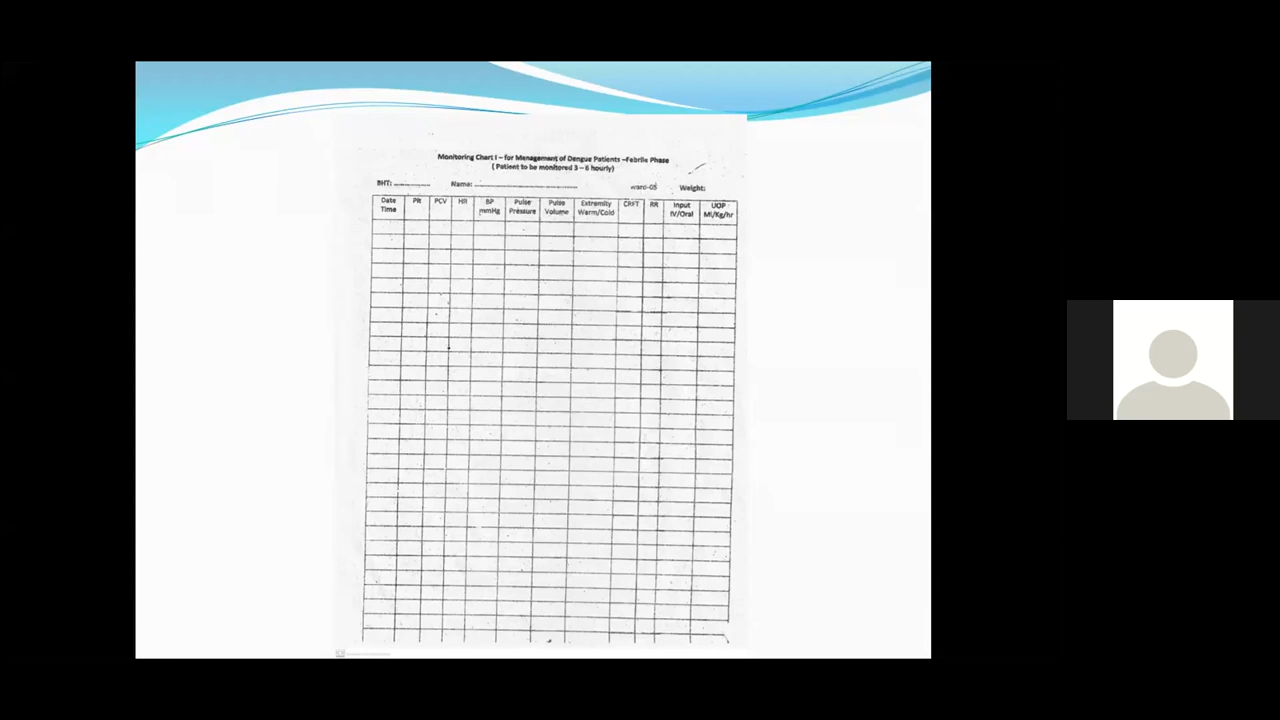 Monitoring Chart I – for Management of Dengue Patients –Febrile Phase
( Patient to be monitored 3 – 6 hourly)
BHT: ............ Name: .................................. ward-05 Weight:
Date Time Plt PCV HR BP mmHg Pulse Pressure Pulse Volume Extremity Warm/Cold CRFT RR Input IV/Oral UOP Ml/Kg/hr